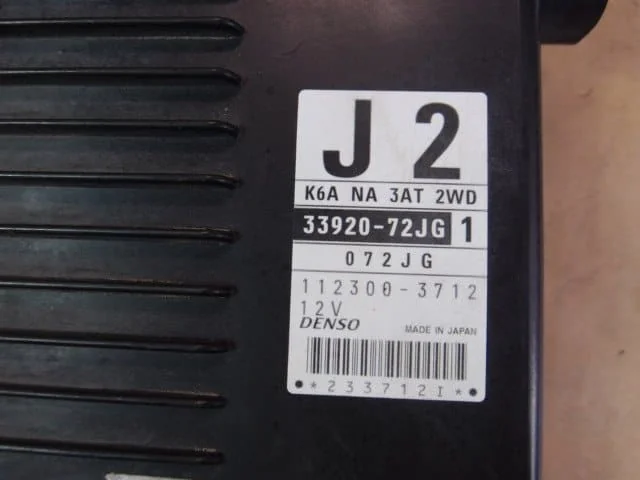 J 2
K6A NA 3AT 2WD
33920-72JG 1
072JG
112300-3712
12V
DENSO MADE IN JAPAN
*233712I*